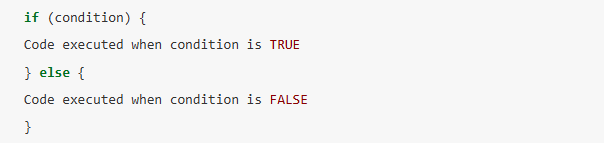 if (condition) {
Code executed when condition is TRUE
} else {
Code executed when condition is FALSE
}